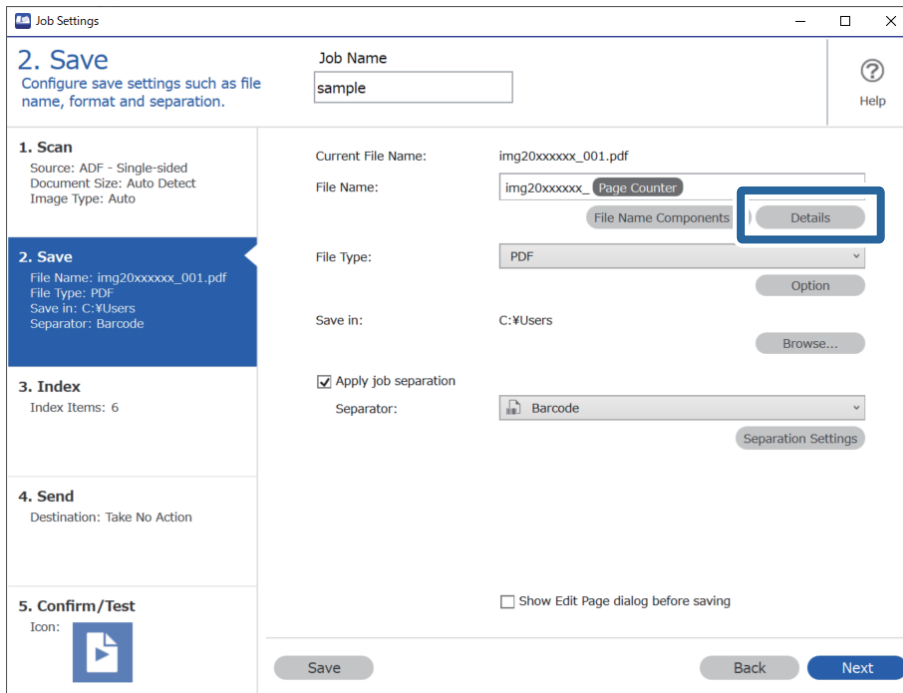 Job Settings
2. Save
Configure save settings such as file
name, format and separation.
Job Name
sample
Help
1. Scan
Source: ADF - Single-sided
Document Size: Auto Detect
Image Type: Auto
2. Save
File Name: img20xxxxxx_001.pdf
File Type: PDF
Save in: C:¥Users
Separator: Barcode
3. Index
Index Items: 6
4. Send
Destination: Take No Action
5. Confirm/Test
Icon:
Current File Name: img20xxxxxx_001.pdf
File Name: img20xxxxxx_ Page Counter
File Name Components Details
File Type: PDF
Option
Save in: C:¥Users
Browse...
Apply job separation
Separator: Barcode
Separation Settings
Show Edit Page dialog before saving
Save Back Next